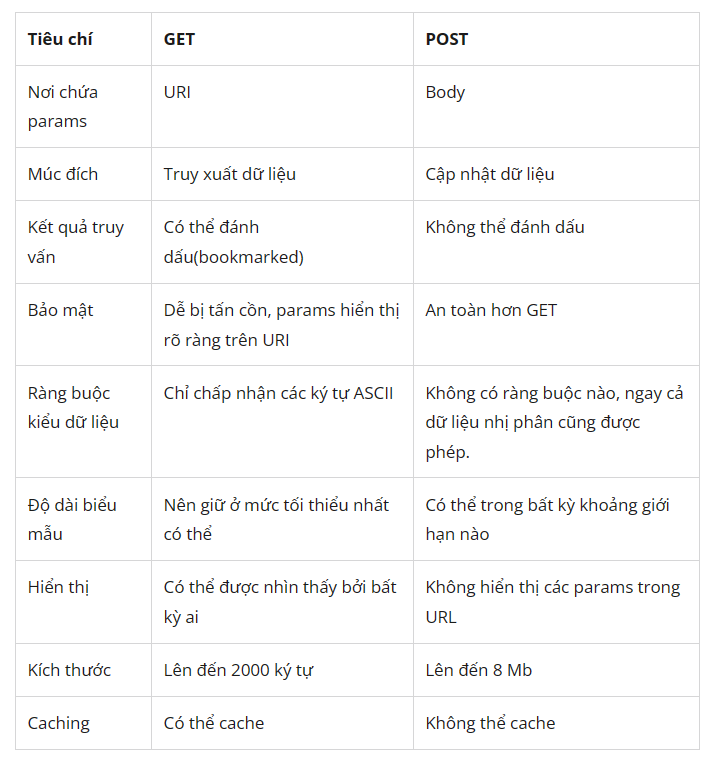 Tiêu chí
GET
POST
Nơi chứa
params
URI
Body
Múc đích
Truy xuất dữ liệu
Cập nhật dữ liệu
Kết quả truy
vấn
Có thể đánh
dấu(bookmarked)
Không thể đánh dấu
Bảo mật
Dễ bị tấn cồn, params hiển thị
rõ ràng trên URI
An toàn hơn GET
Ràng buộc
kiểu dữ liệu
Chỉ chấp nhận các ký tự ASCII
Không có ràng buộc nào, ngay cả
dữ liệu nhị phân cũng được
phép.
Độ dài biểu
mẫu
Nên giữ ở mức tối thiểu nhất
có thể
Có thể trong bất kỳ khoảng giới
hạn nào
Hiển thị
Có thể được nhìn thấy bởi bất
kỳ ai
Không hiển thị các params trong
URL
Kích thước
Lên đến 2000 ký tự
Lên đến 8 Mb
Caching
Có thể cache
Không thể cache